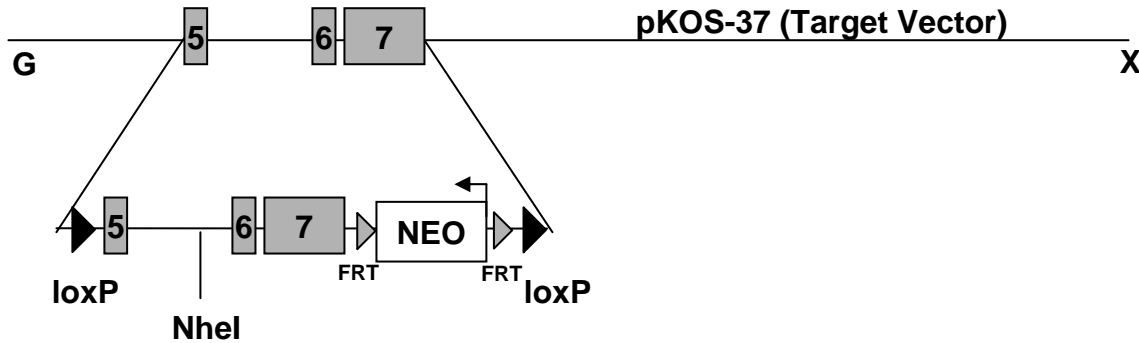 pKOS-37 (Target Vector)
5 6 7
G X
5 6 7 NEO
FRT FRT
loxP loxP
NheI